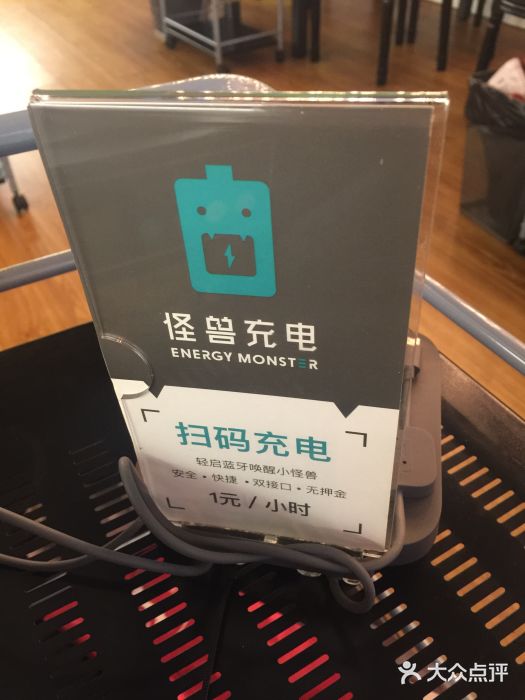 怪兽充电
ENERGY MONSTER
扫码充电
轻启蓝牙唤醒小怪兽
安全·快捷·双接口·无押金
1元/小时
大众点评